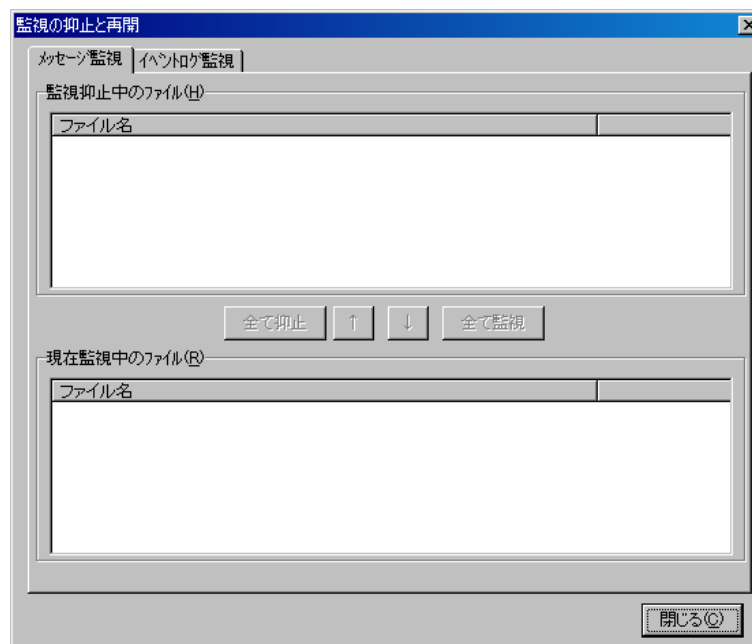 監視の抑止と再開
ﾒｯｾｰｼﾞ監視 ｲﾍﾞﾝﾄﾛｸﾞ監視
監視抑止中のﾌｧｲﾙ(H)
ファイル名
全て抑止 ↑ ↓ 全て監視
現在監視中のﾌｧｲﾙ(R)
ファイル名
閉じる(C)